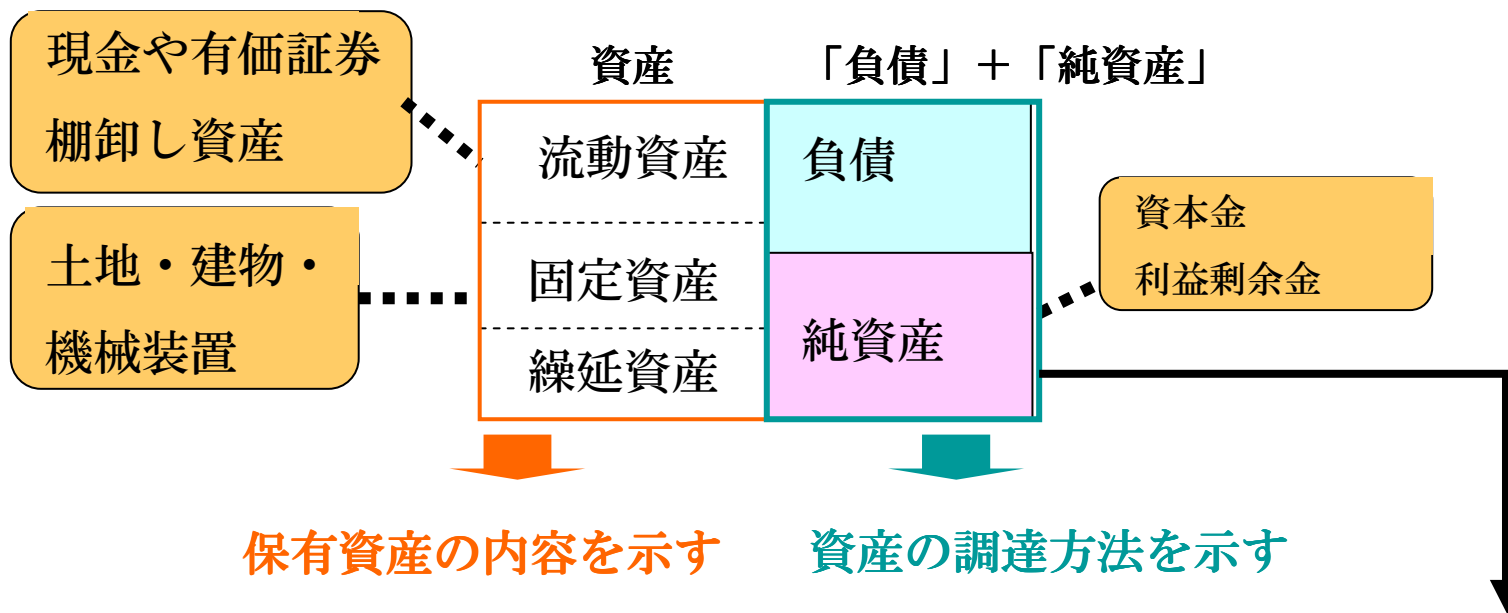 現金や有価証券
棚卸し資産
資産
「負債」＋「純資産」
流動資産
負債
土地・建物・
機械装置
固定資産
繰延資産
純資産
資本金
利益剰余金
保有資産の内容を示す
資産の調達方法を示す